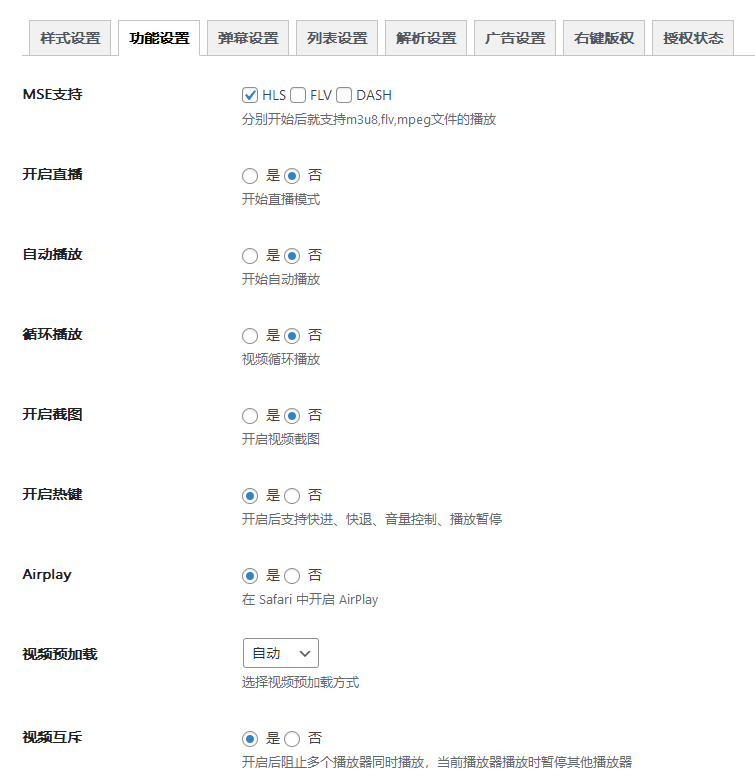 样式设置 功能设置 弹幕设置 列表设置 解析设置 广告设置 右键版权 授权状态
MSE支持 HLS FLV DASH
分别开始后就支持m3u8,flv,mpeg文件的播放
开启直播 是 否
开始直播模式
自动播放 是 否
开始自动播放
循环播放 是 否
视频循环播放
开启截图 是 否
开启视频截图
开启热键 是 否
开启后支持快进、快退、音量控制、播放暂停
Airplay 是 否
在 Safari 中开启 AirPlay
视频预加载 自动
选择视频预加载方式
视频互斥 是 否
开启后阻止多个播放器同时播放，当前播放器播放时暂停其他播放器